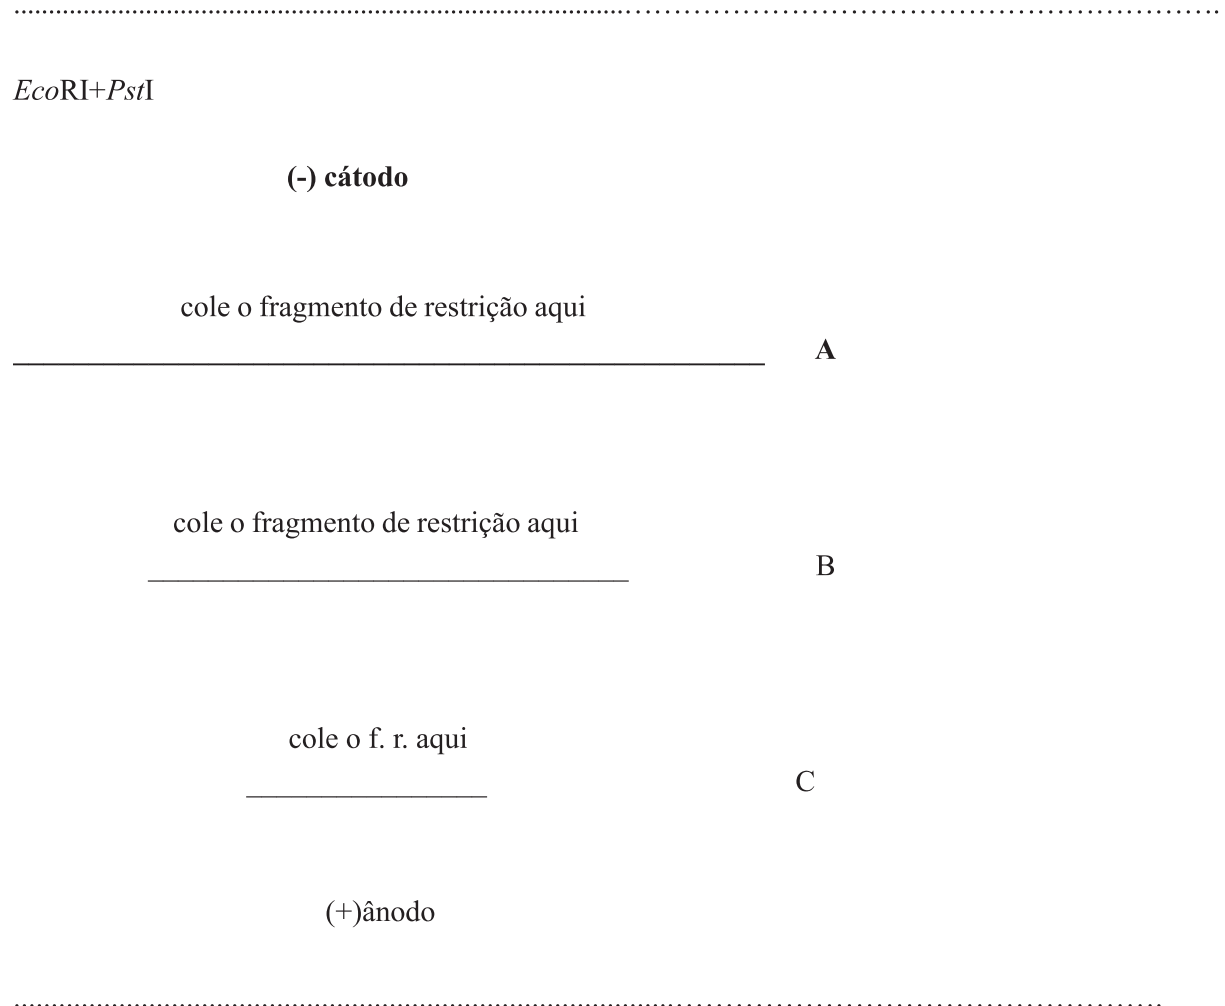 EcoRI+PstI
(-) cátodo
cole o fragmento de restrição aqui
A
cole o fragmento de restrição aqui
B
cole o f. r. aqui
C
(+)ânodo